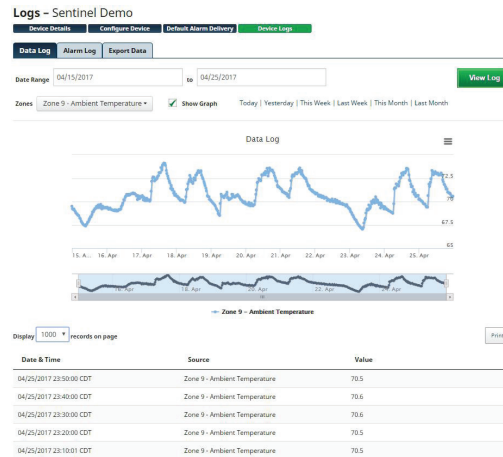 Logs – Sentinel Demo
Device Details Configure Device Default Alarm Delivery Device Logs
Data Log Alarm Log Export Data
Date Range 04/15/2017 to 04/25/2017 View Log
Zones Zone 9 - Ambient Temperature Show Graph Today | Yesterday | This Week | Last Week | This Month | Last Month
Data Log
72.5
70
67.5
65
15. A... 16. Apr 17. Apr 18. Apr 19. Apr 20. Apr 21. Apr 22. Apr 23. Apr 24. Apr 25. Apr
16. Apr 18. Apr 20. Apr 22. Apr 24. Apr
Zone 9 – Ambient Temperature
Display 1000 records on page
Date & Time Source Value
04/25/2017 23:50:00 CDT Zone 9 - Ambient Temperature 70.5
04/25/2017 23:40:00 CDT Zone 9 - Ambient Temperature 70.6
04/25/2017 23:30:00 CDT Zone 9 - Ambient Temperature 70.6
04/25/2017 23:20:00 CDT Zone 9 - Ambient Temperature 70.5
04/25/2017 23:10:01 CDT Zone 9 - Ambient Temperature 70.5